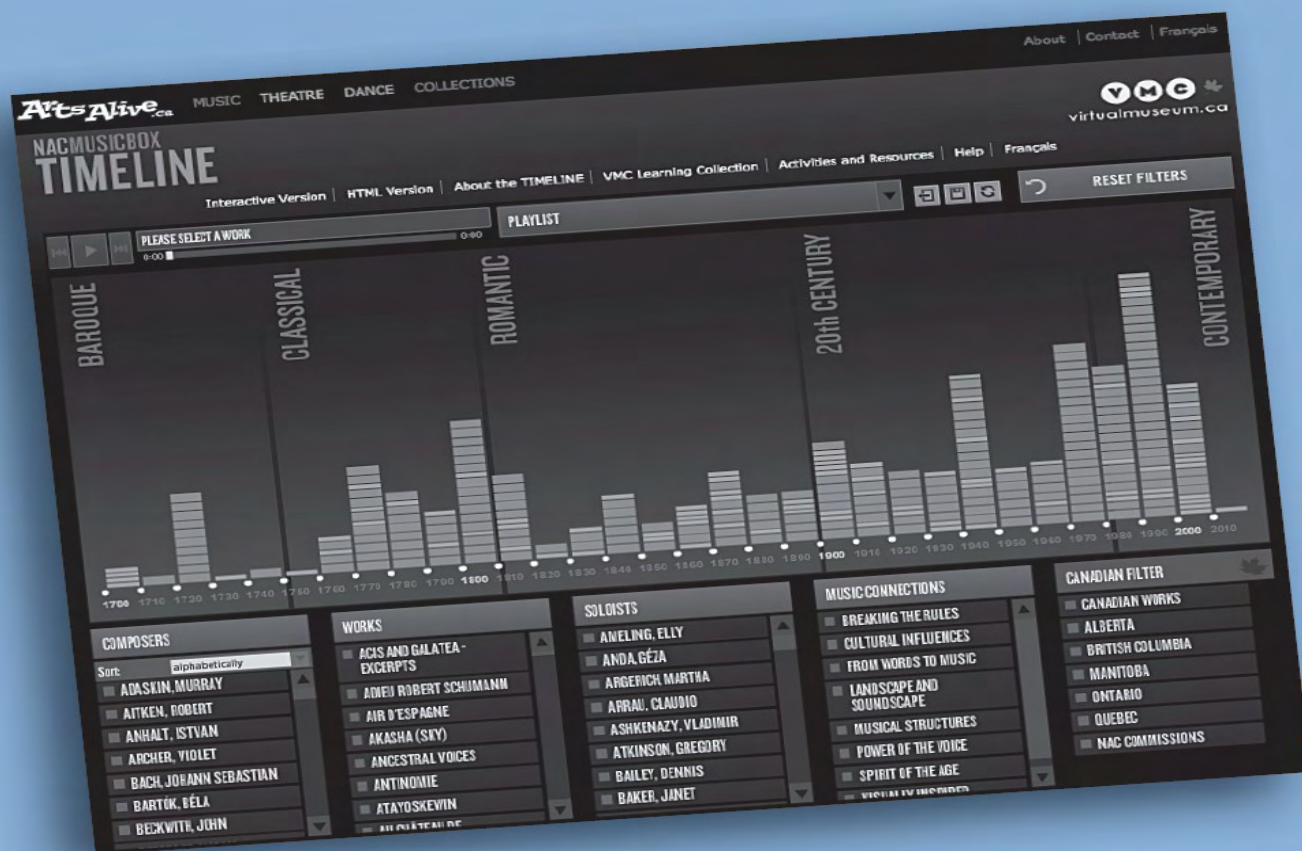 About | Contact | Français
ArtsAlive.ca MUSIC THEATRE DANCE COLLECTIONS
VMC
virtualmuseum.ca
NACMUSICBOX
TIMELINE
Interactive Version | HTML Version | About the TIMELINE | VMC Learning Collection | Activities and Resources | Help | Français
PLEASE SELECT A WORK
0:00 0:00
PLAYLIST
RESET FILTERS
BAROQUE
CLASSICAL
ROMANTIC
20th CENTURY
CONTEMPORARY
1700 1710 1720 1730 1740 1750 1760 1770 1780 1790 1800 1810 1820 1830 1840 1850 1860 1870 1880 1890 1900 1910 1920 1930 1940 1950 1960 1970 1980 1990 2000 2010
COMPOSERS
Sort: alphabetically
ADASKIN, MURRAY
AITKEN, ROBERT
ANHALT, ISTVAN
ARCHER, VIOLET
BACH, JOHANN SEBASTIAN
BARTÓK, BÉLA
BECKWITH, JOHN
WORKS
ACIS AND GALATEA -
EXCERPTS
ADIEU ROBERT SCHUMANN
AIR D'ESPAGNE
AKASHA (SKY)
ANCESTRAL VOICES
ANTINOMIE
ATAYOSKEWIN
AU CHÂTEAU DE
SOLOISTS
AMELING, ELLY
ANDA, GÉZA
ARGERICH, MARTHA
ARRAU, CLAUDIO
ASHKENAZY, VLADIMIR
ATKINSON, GREGORY
BAILEY, DENNIS
BAKER, JANET
MUSIC CONNECTIONS
BREAKING THE RULES
CULTURAL INFLUENCES
FROM WORDS TO MUSIC
LANDSCAPE AND
SOUNDSCAPE
MUSICAL STRUCTURES
POWER OF THE VOICE
SPIRIT OF THE AGE
VISUALLY INSPIRED
CANADIAN FILTER
CANADIAN WORKS
ALBERTA
BRITISH COLUMBIA
MANITOBA
ONTARIO
QUEBEC
NAC COMMISSIONS